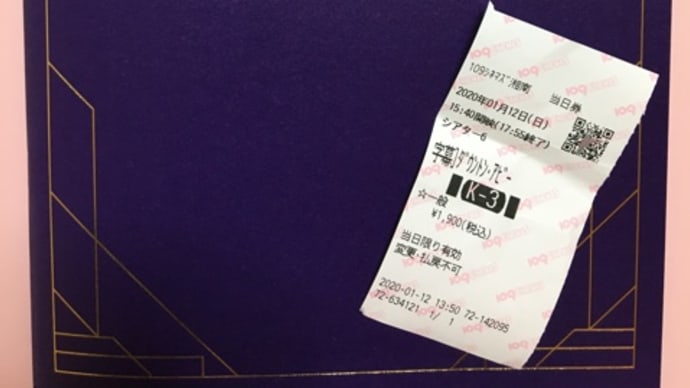 109シネマズ湘南 当日券
2020年01月12日(日)
15:40開映(17:55終了)
シアター6
字幕]ダウントン・アビー
K-3
☆一般
¥1,900(税込)
当日限り有効
変更・払戻不可
2020-01-12 13:50 72-142095
72-634121 1/ 1